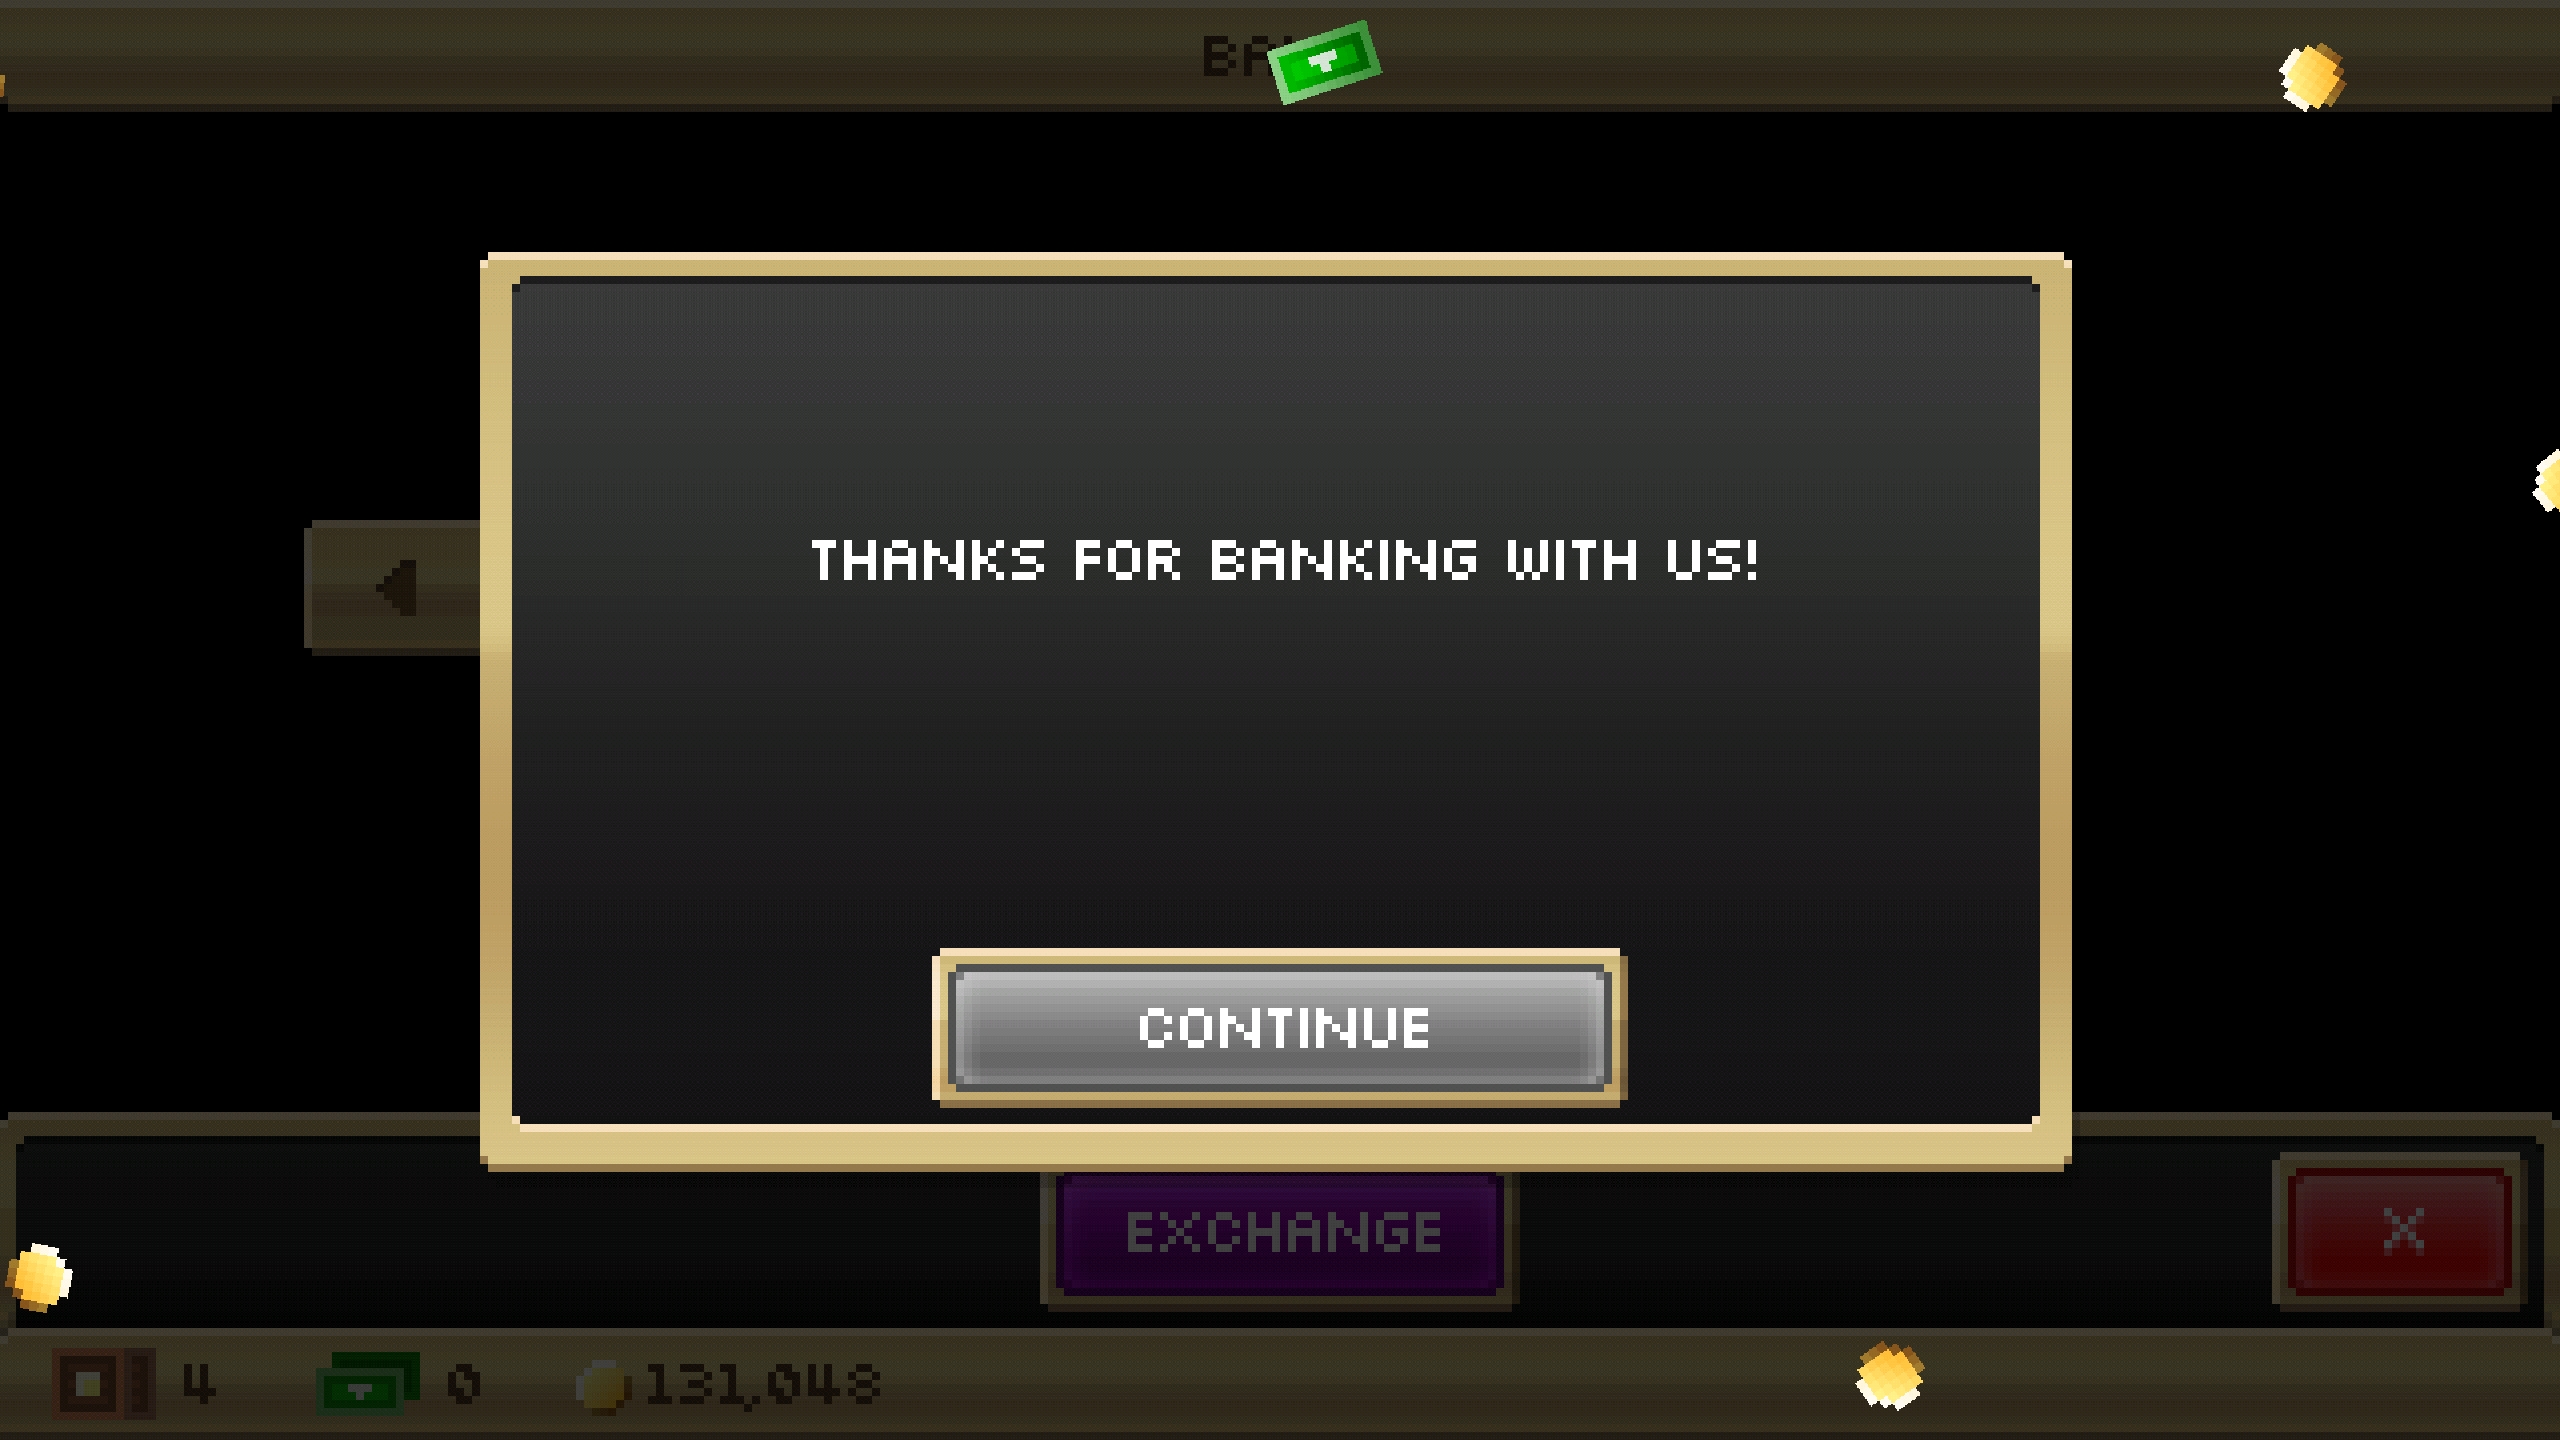 THANKS FOR BANKING WITH US!
CONTINUE
EXCHANGE
X
4
0
131,048